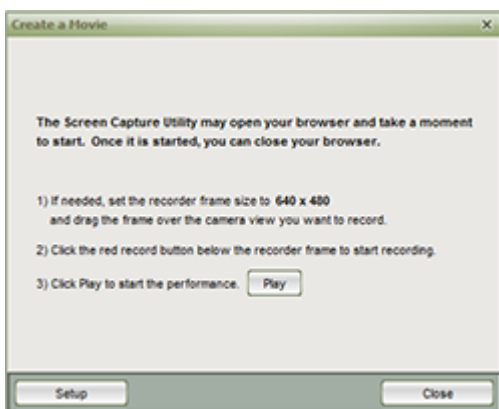 Create a Movie
The Screen Capture Utility may open your browser and take a moment
to start. Once it is started, you can close your browser.
1) If needed, set the recorder frame size to 640 x 480
and drag the frame over the camera view you want to record.
2) Click the red record button below the recorder frame to start recording.
3) Click Play to start the performance. Play
Setup Close